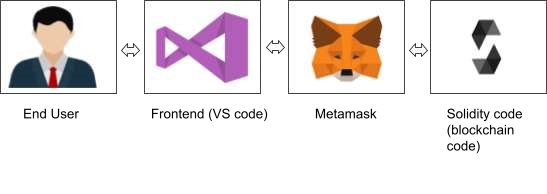 End User
Frontend (VS code)
Metamask
Solidity code
(blockchain
code)